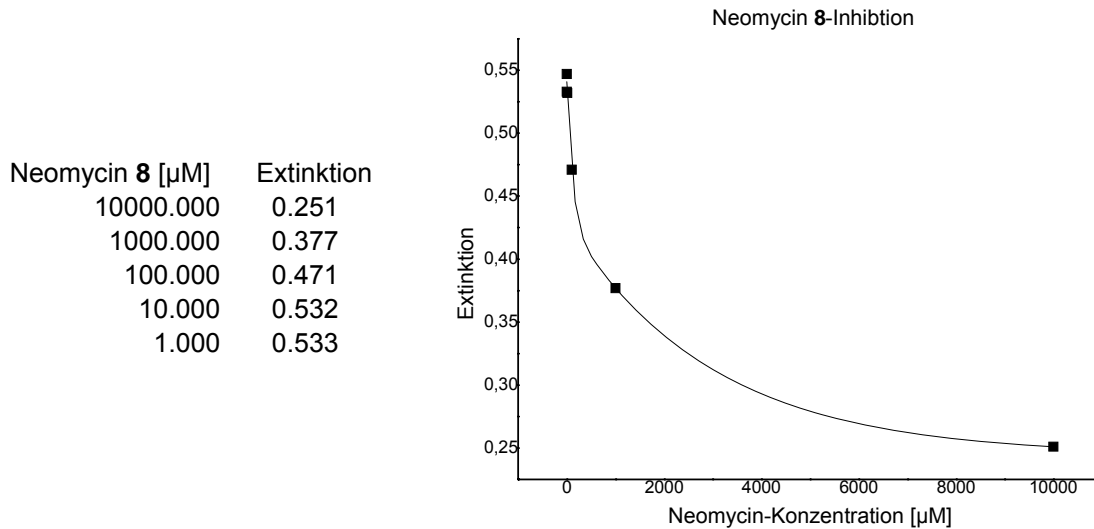 Neomycin 8-Inhibtion
Neomycin 8 [µM] Extinktion
10000.000 0.251
1000.000 0.377
100.000 0.471
10.000 0.532
1.000 0.533
0,55
0,50
0,45
0,40
0,35
0,30
0,25
Extinktion
0 2000 4000 6000 8000 10000
Neomycin-Konzentration [µM]